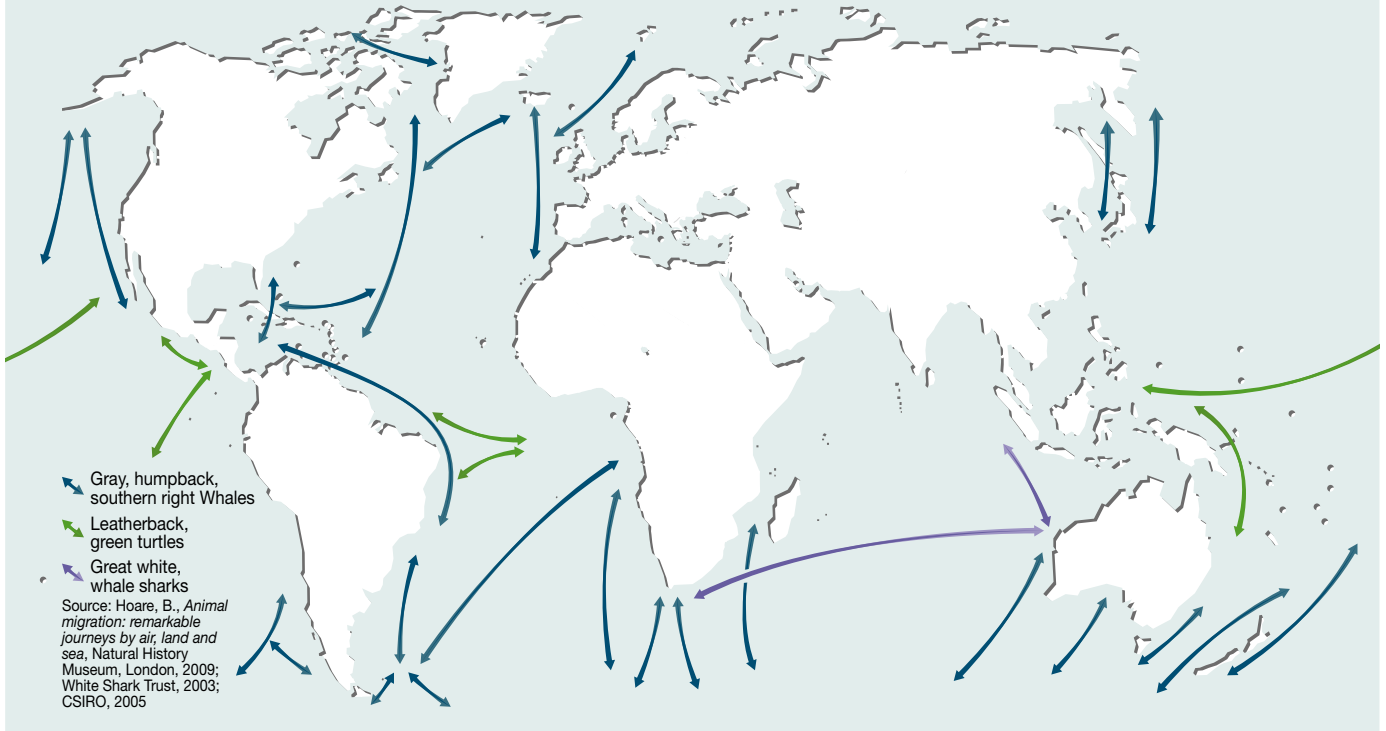 Gray, humpback,
southern right Whales
Leatherback,
green turtles
Great white,
whale sharks
Source: Hoare, B., Animal
migration: remarkable
journeys by air, land and
sea, Natural History
Museum, London, 2009;
White Shark Trust, 2003;
CSIRO, 2005